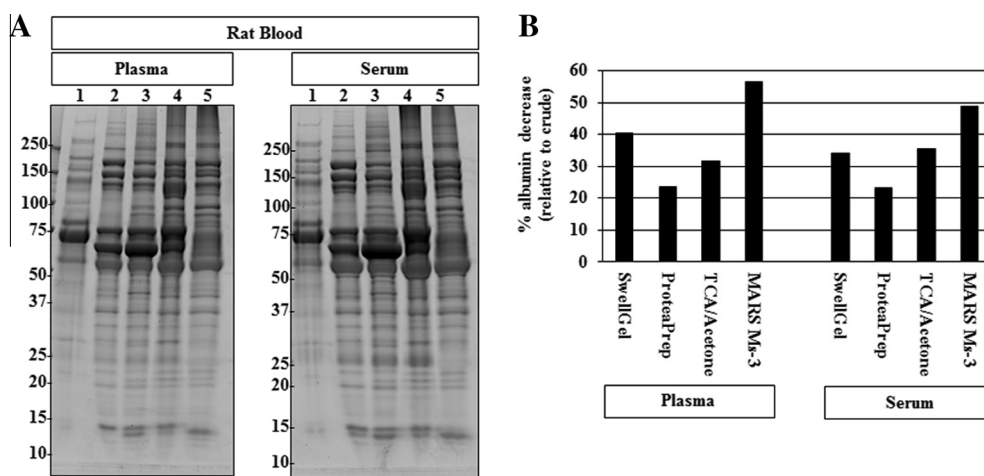 A
Rat Blood
Plasma
Serum
1 2 3 4 5
1 2 3 4 5
250
150
100
75
50
37
25
20
15
10
250
150
100
75
50
37
25
20
15
10
B
% albumin decrease
(relative to crude)
60
50
40
30
20
10
0
SwellGel
ProteaPrep
TCA/Acetone
MARS Ms-3
SwellGel
ProteaPrep
TCA/Acetone
MARS Ms-3
Plasma
Serum